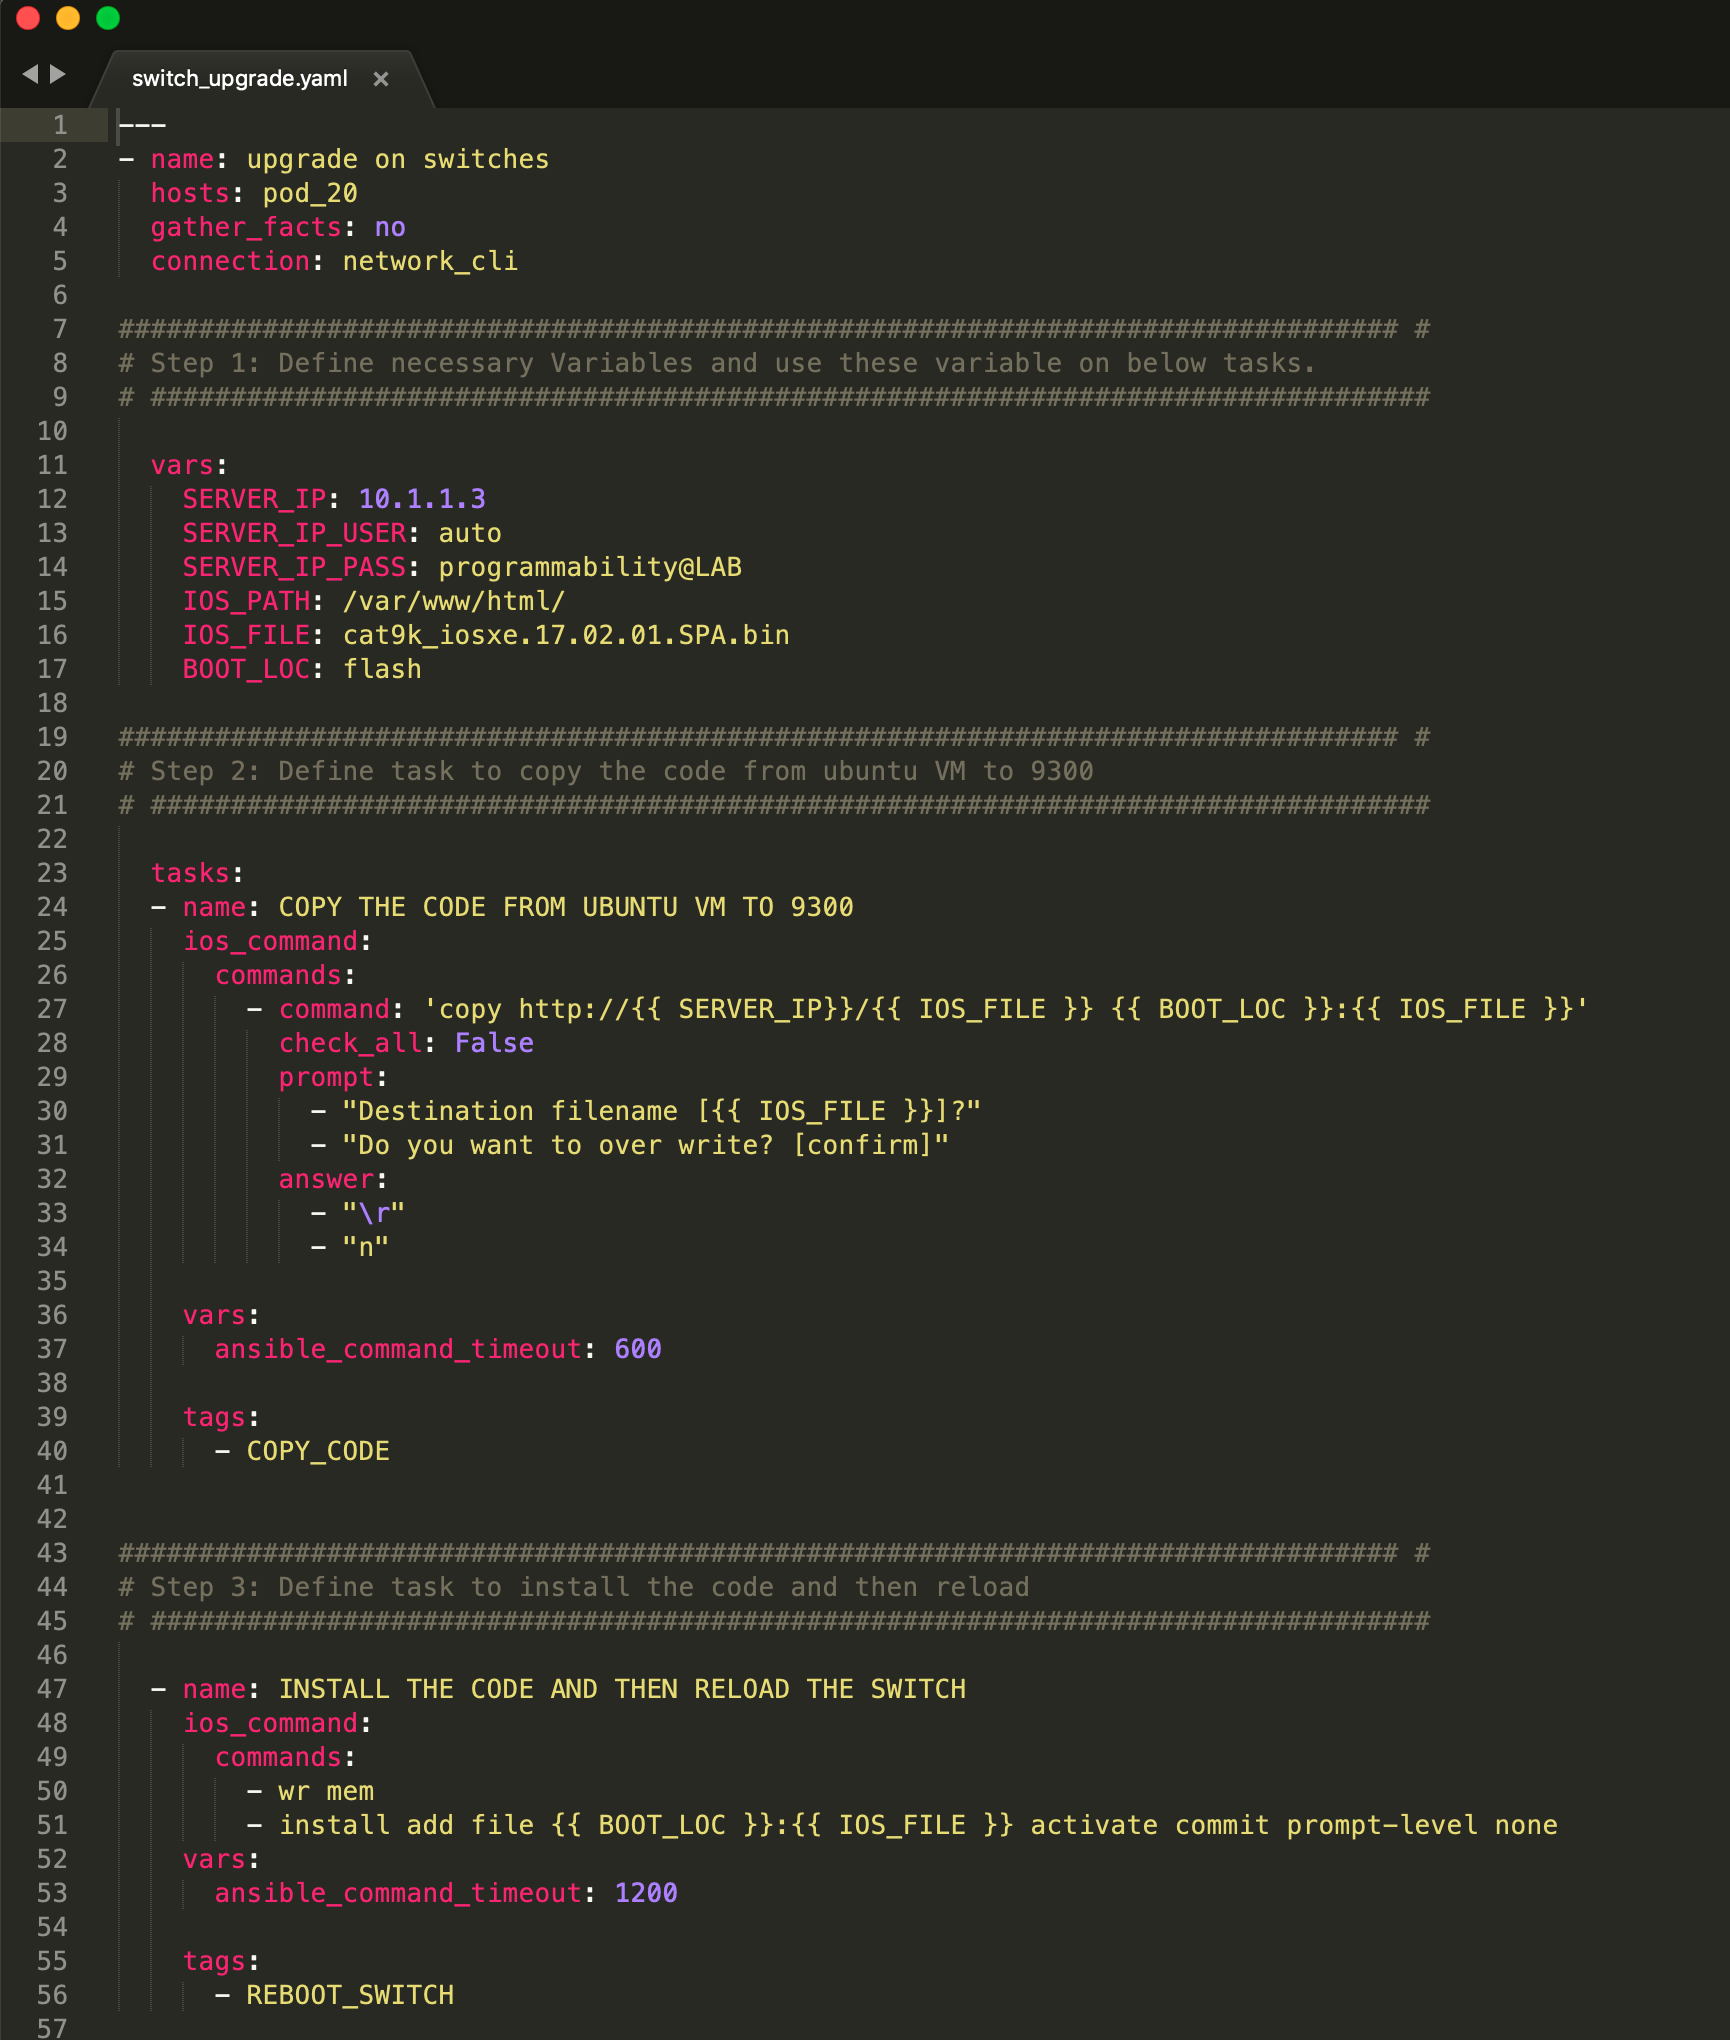 switch_upgrade.yaml ×
1 ---
2 - name: upgrade on switches
3   hosts: pod_20
4   gather_facts: no
5   connection: network_cli
6
7 ################################################################################ #
8 # Step 1: Define necessary Variables and use these variable on below tasks.
9 # ################################################################################
10
11   vars:
12     SERVER_IP: 10.1.1.3
13     SERVER_IP_USER: auto
14     SERVER_IP_PASS: programmability@LAB
15     IOS_PATH: /var/www/html/
16     IOS_FILE: cat9k_iosxe.17.02.01.SPA.bin
17     BOOT_LOC: flash
18
19 ################################################################################ #
20 # Step 2: Define task to copy the code from ubuntu VM to 9300
21 # ################################################################################
22
23   tasks:
24   - name: COPY THE CODE FROM UBUNTU VM TO 9300
25     ios_command:
26       commands:
27         - command: 'copy http://{{ SERVER_IP}}/{{ IOS_FILE }} {{ BOOT_LOC }}:{{ IOS_FILE }}'
28           check_all: False
29           prompt:
30             - "Destination filename [{{ IOS_FILE }}]?"
31             - "Do you want to over write? [confirm]"
32           answer:
33             - "\r"
34             - "n"
35
36     vars:
37       ansible_command_timeout: 600
38
39     tags:
40       - COPY_CODE
41
42
43 ################################################################################ #
44 # Step 3: Define task to install the code and then reload
45 # ################################################################################
46
47   - name: INSTALL THE CODE AND THEN RELOAD THE SWITCH
48     ios_command:
49       commands:
50         - wr mem
51         - install add file {{ BOOT_LOC }}:{{ IOS_FILE }} activate commit prompt-level none
52     vars:
53       ansible_command_timeout: 1200
54
55     tags:
56       - REBOOT_SWITCH
57